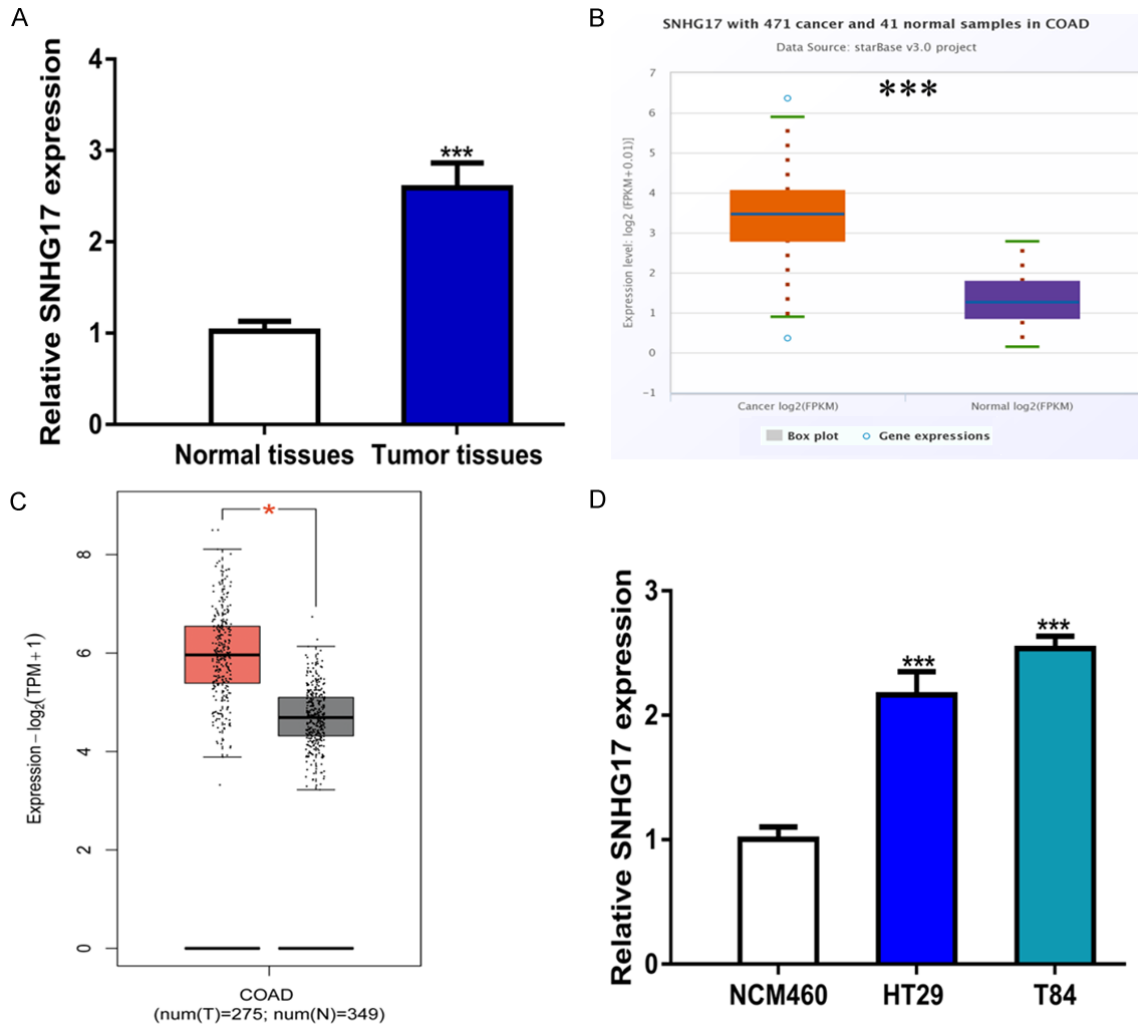 A
Relative SNHG17 expression
4
3
2
1
0
***
Normal tissues
Tumor tissues
B
SNHG17 with 471 cancer and 41 normal samples in COAD
Data Source: starBase v3.0 project
Expression level: log2 (FPKM+0.01)]
7
6
5
4
3
2
1
0
-1
***
Cancer log2(FPKM)
Normal log2(FPKM)
Box plot
Gene expressions
C
Expression – log2(TPM + 1)
8
6
4
2
0
*
COAD
(num(T)=275; num(N)=349)
D
Relative SNHG17 expression
3
2
1
0
***
***
NCM460
HT29
T84